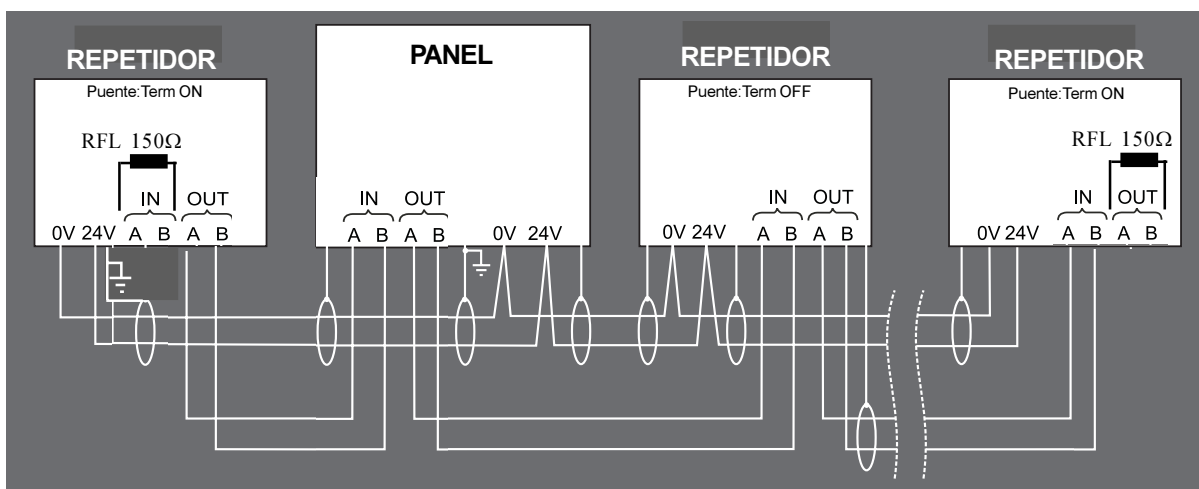 REPETIDOR
Puente:Term ON
RFL 150Ω
IN OUT
0V 24V A B A B
PANEL
IN OUT
A B A B 0V 24V
REPETIDOR
Puente:Term OFF
IN OUT
0V 24V A B A B
REPETIDOR
Puente:Term ON
RFL 150Ω
IN OUT
0V 24V A B A B